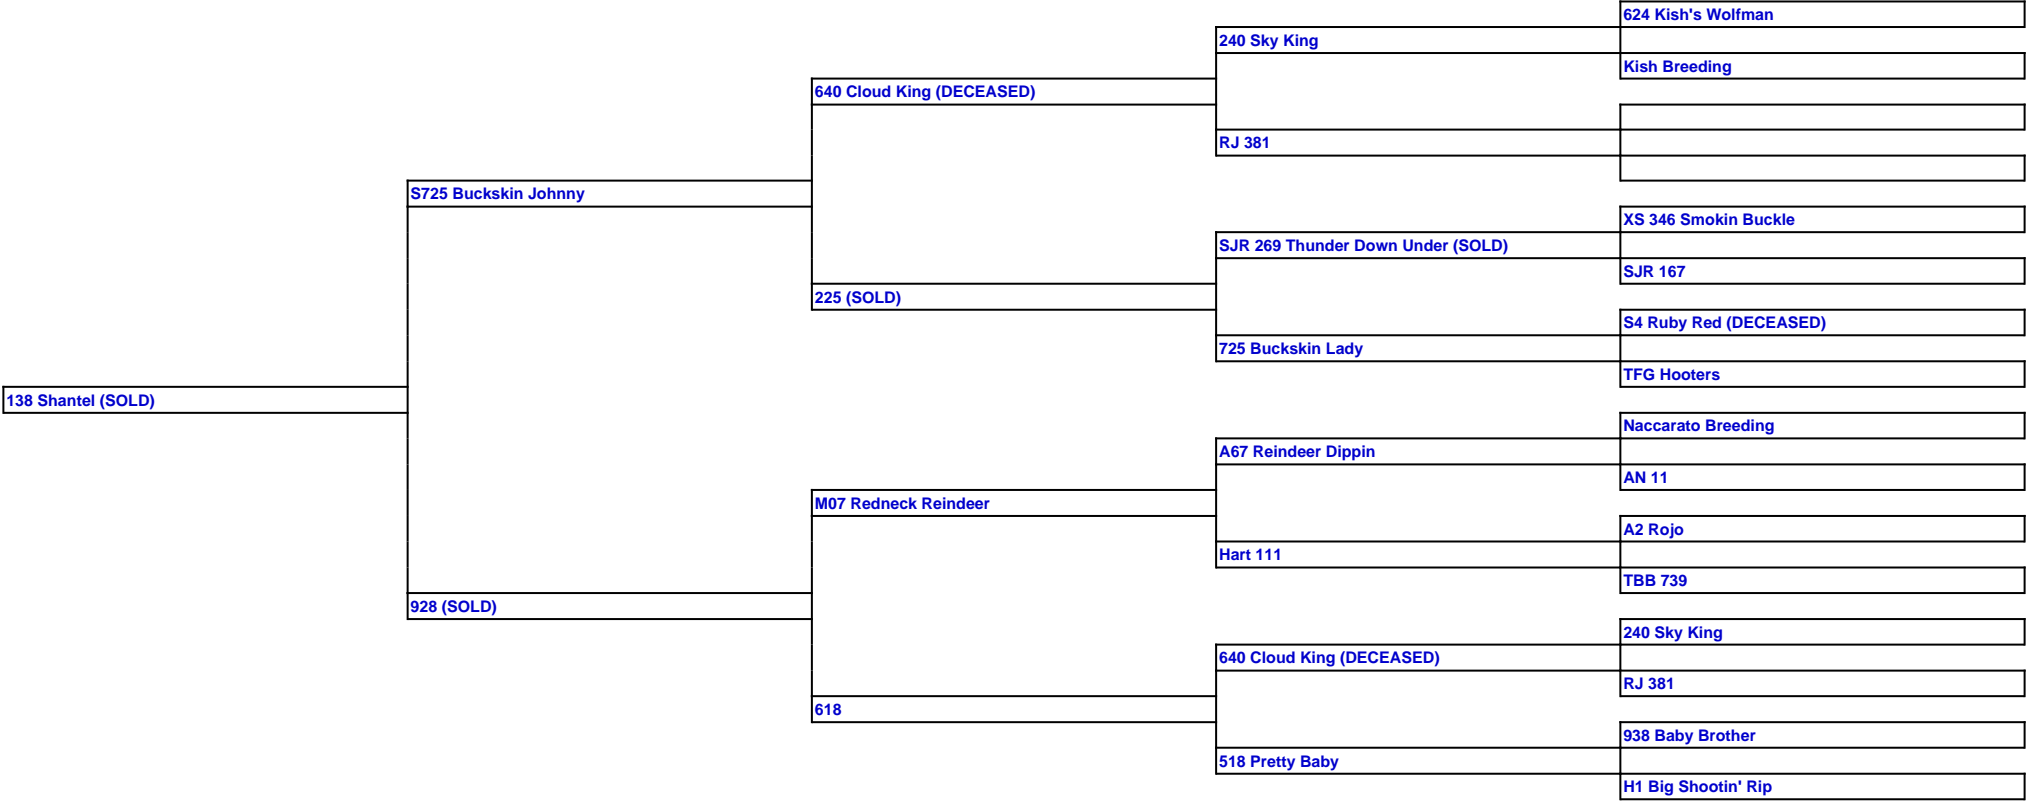 624 Kish's Wolfman
240 Sky King
Kish Breeding
640 Cloud King (DECEASED)
RJ 381
S725 Buckskin Johnny
XS 346 Smokin Buckle
SJR 269 Thunder Down Under (SOLD)
SJR 167
225 (SOLD)
S4 Ruby Red (DECEASED)
725 Buckskin Lady
TFG Hooters
138 Shantel (SOLD)
Naccarato Breeding
A67 Reindeer Dippin
AN 11
M07 Redneck Reindeer
A2 Rojo
Hart 111
TBB 739
928 (SOLD)
240 Sky King
640 Cloud King (DECEASED)
RJ 381
618
938 Baby Brother
518 Pretty Baby
H1 Big Shootin' Rip